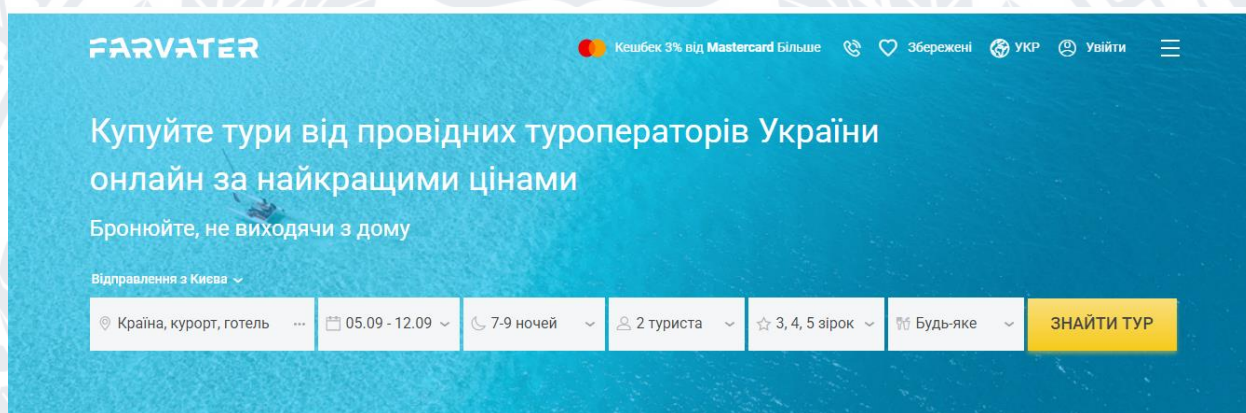 FARVATER
Кешбек 3% від Mastercard Більше
Збережені
УКР
Увійти
Купуйте тури від провідних туроператорів України
онлайн за найкращими цінами
Бронюйте, не виходячи з дому
Відправлення з Києва
Країна, курорт, готель ...
05.09 - 12.09
7-9 ночей
2 туриста
3, 4, 5 зірок
Будь-яке
ЗНАЙТИ ТУР